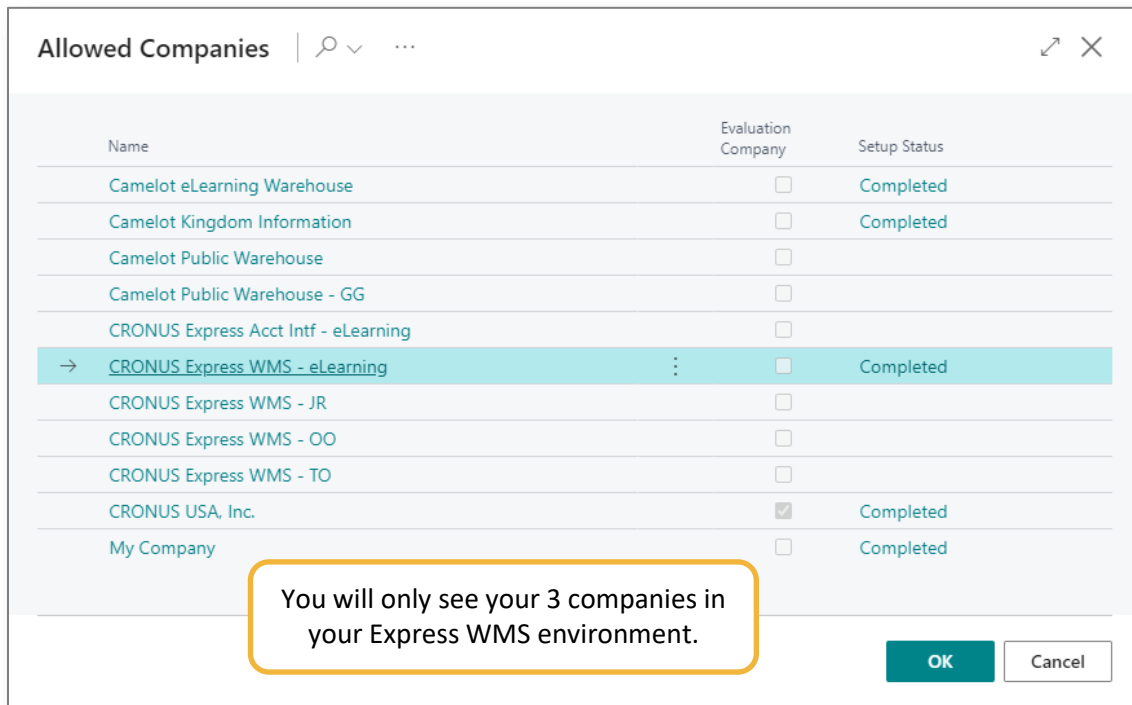 Allowed Companies
Name
Evaluation
Company
Setup Status
Camelot eLearning Warehouse
Completed
Camelot Kingdom Information
Completed
Camelot Public Warehouse
Camelot Public Warehouse - GG
CRONUS Express Acct Intf - eLearning
CRONUS Express WMS - eLearning
Completed
CRONUS Express WMS - JR
CRONUS Express WMS - OO
CRONUS Express WMS - TO
CRONUS USA, Inc.
Completed
My Company
Completed
You will only see your 3 companies in
your Express WMS environment.
OK
Cancel